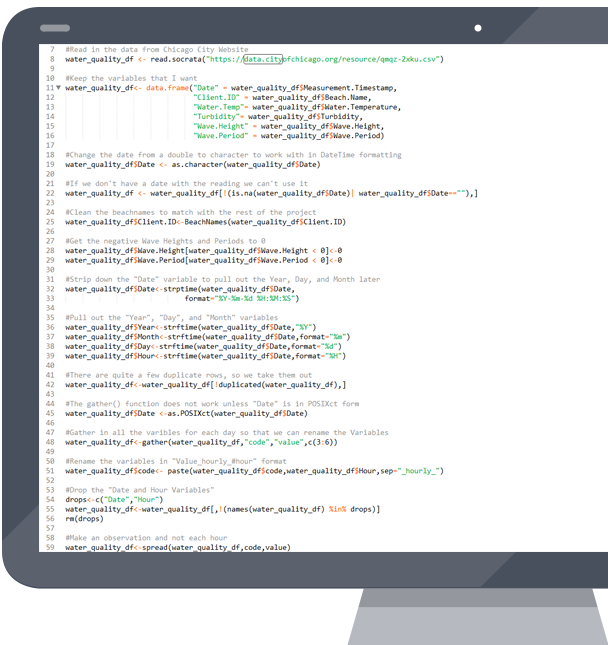 7 #Read in the data from Chicago City Website
8 water_quality_df <- read.socrata("https://data.cityofchicago.org/resource/qmqz-2xku.csv")
9
10 #Keep the variables that I want
11 water_quality_df<- data.frame("Date" = water_quality_df$Measurement.Timestamp,
12 "Client.ID" = water_quality_df$Beach.Name,
13 "Water.Temp"= water_quality_df$Water.Temperature,
14 "Turbidity"= water_quality_df$Turbidity,
15 "Wave.Height" = water_quality_df$Wave.Height,
16 "Wave.Period" = water_quality_df$Wave.Period)
17
18 #Change the date from a double to character to work with in DateTime formatting
19 water_quality_df$Date <- as.character(water_quality_df$Date)
20
21 #If we don't have a date with the reading we can't use it
22 water_quality_df <- water_quality_df[!(is.na(water_quality_df$Date)| water_quality_df$Date==""),]
23
24 #Clean the beachnames to match with the rest of the project
25 water_quality_df$Client.ID<-BeachNames(water_quality_df$Client.ID)
26
27 #Get the negative Wave Heights and Periods to 0
28 water_quality_df$Wave.Height[water_quality_df$Wave.Height < 0]<-0
29 water_quality_df$Wave.Period[water_quality_df$Wave.Period < 0]<-0
30
31 #Strip down the "Date" variable to pull out the Year, Day, and Month later
32 water_quality_df$Date<-strptime(water_quality_df$Date,
33 format="%Y-%m-%d %H:%M:%S")
34
35 #Pull out the "Year", "Day", and "Month" variables
36 water_quality_df$Year<-strftime(water_quality_df$Date,"%Y")
37 water_quality_df$Month<-strftime(water_quality_df$Date,format="%m")
38 water_quality_df$Day<-strftime(water_quality_df$Date,format="%d")
39 water_quality_df$Hour<-strftime(water_quality_df$Date,format="%H")
40
41 #There are quite a few duplicate rows, so we take them out
42 water_quality_df<-water_quality_df[!duplicated(water_quality_df),]
43
44 #The gather() function does not work unless "Date" is in POSIXct form
45 water_quality_df$Date <-as.POSIXct(water_quality_df$Date)
46
47 #Gather in all the varibles for each day so that we can rename the Variables
48 water_quality_df<-gather(water_quality_df,"code","value",c(3:6))
49
50 #Rename the variables in "Value_hourly_#hour" format
51 water_quality_df$code<- paste(water_quality_df$code,water_quality_df$Hour,sep="_hourly_")
52
53 #Drop the "Date and Hour Variables"
54 drops<-c("Date","Hour")
55 water_quality_df<-water_quality_df[,!(names(water_quality_df) %in% drops)]
56 rm(drops)
57
58 #Make an observation and not each hour
59 water_quality_df<-spread(water_quality_df,code,value)